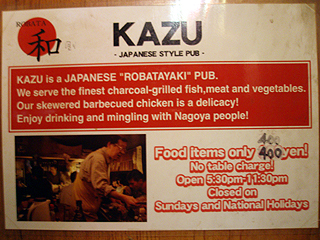 ROBATA
和
KAZU
- JAPANESE STYLE PUB -
KAZU is a JAPANESE "ROBATAYAKI" PUB.
We serve the finest charcoal-grilled fish,meat and vegetables.
Our skewered barbecued chicken is a delicacy!
Enjoy drinking and mingling with Nagoya people!
400
Food items only 400 yen!
No table charge!
Open 5:30pm-11:30pm
Closed on
Sundays and National Holidays